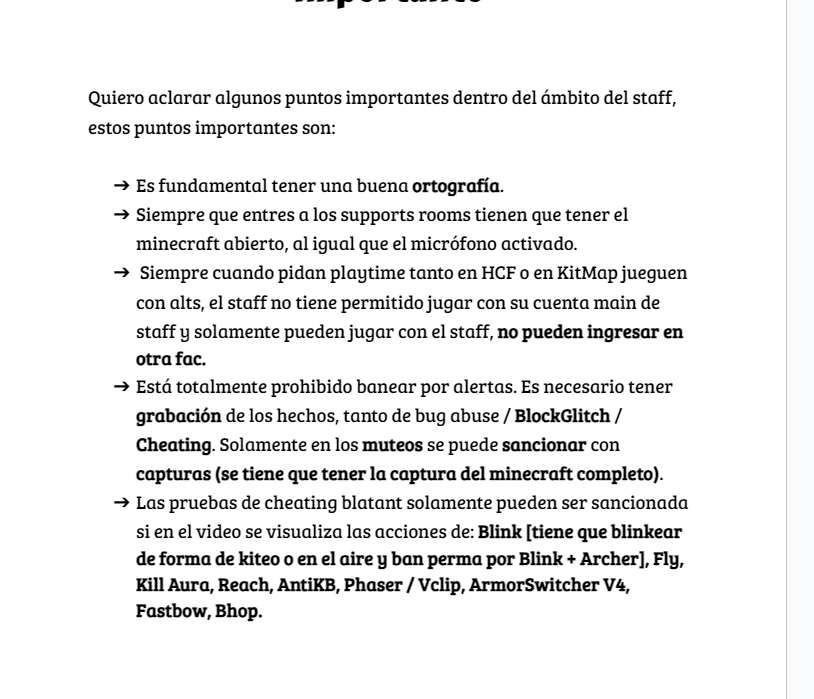 Quiero aclarar algunos puntos importantes dentro del ámbito del staff,
estos puntos importantes son:
→ Es fundamental tener una buena ortografía.
→ Siempre que entres a los supports rooms tienen que tener el
minecraft abierto, al igual que el micrófono activado.
→ Siempre cuando pidan playtime tanto en HCF o en KitMap jueguen
con alts, el staff no tiene permitido jugar con su cuenta main de
staff y solamente pueden jugar con el staff, no pueden ingresar en
otra fac.
→ Está totalmente prohibido banear por alertas. Es necesario tener
grabación de los hechos, tanto de bug abuse / BlockGlitch /
Cheating. Solamente en los muteos se puede sancionar con
capturas (se tiene que tener la captura del minecraft completo).
→ Las pruebas de cheating blatant solamente pueden ser sancionada
si en el video se visualiza las acciones de: Blink [tiene que blinkear
de forma de kiteo o en el aire y ban perma por Blink + Archer], Fly,
Kill Aura, Reach, AntiKB, Phaser / Vclip, ArmorSwitcher V4,
Fastbow, Bhop.